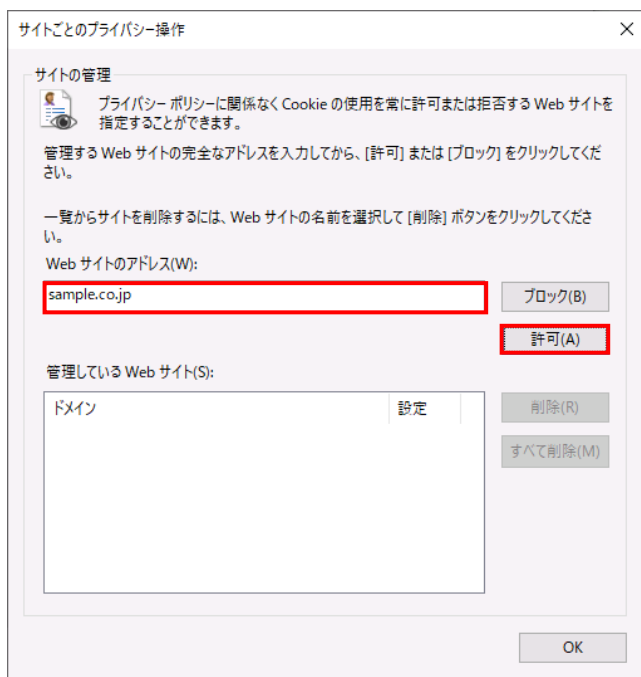 サイトごとのプライバシー操作
サイトの管理
プライバシー ポリシーに関係なく Cookie の使用を常に許可または拒否する Web サイトを
指定することができます。
管理する Web サイトの完全なアドレスを入力してから、[許可] または [ブロック] をクリックしてくだ
さい。
一覧からサイトを削除するには、Web サイトの名前を選択して [削除] ボタンをクリックしてくださ
い。
Web サイトのアドレス(W):
sample.co.jp
ブロック(B)
許可(A)
管理している Web サイト(S):
ドメイン 設定
削除(R)
すべて削除(M)
OK